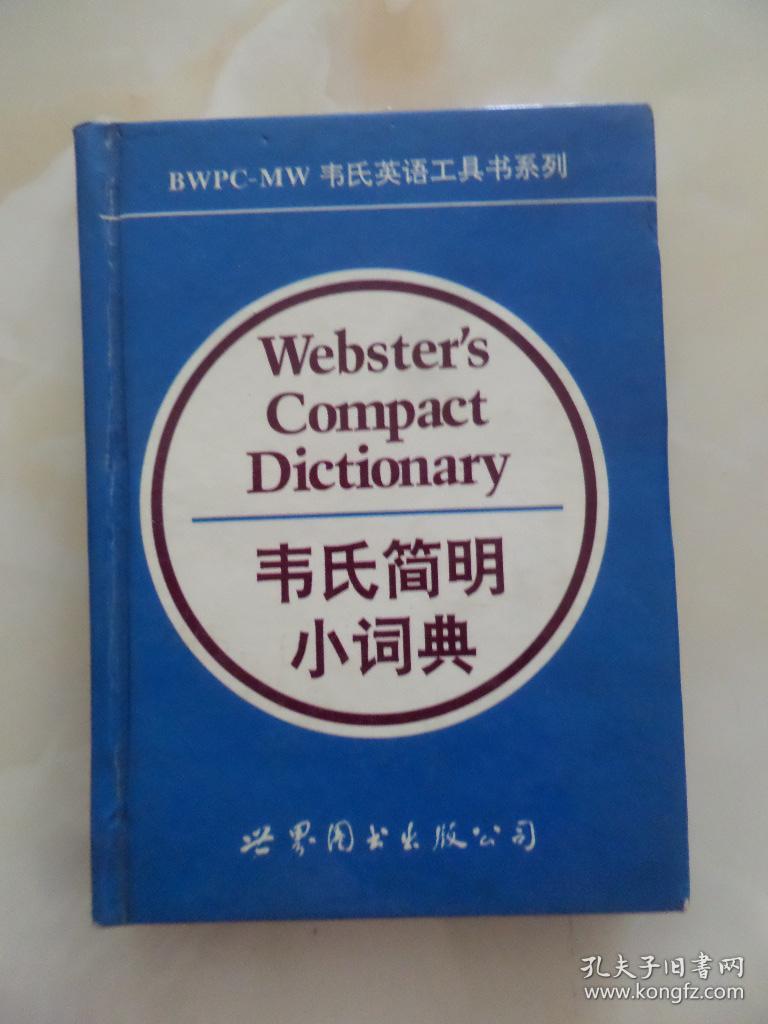 BWPC-MW 韦氏英语工具书系列
Webster's
Compact
Dictionary
韦氏简明
小词典
世界图书出版公司
孔夫子旧书网
www.kongfz.com